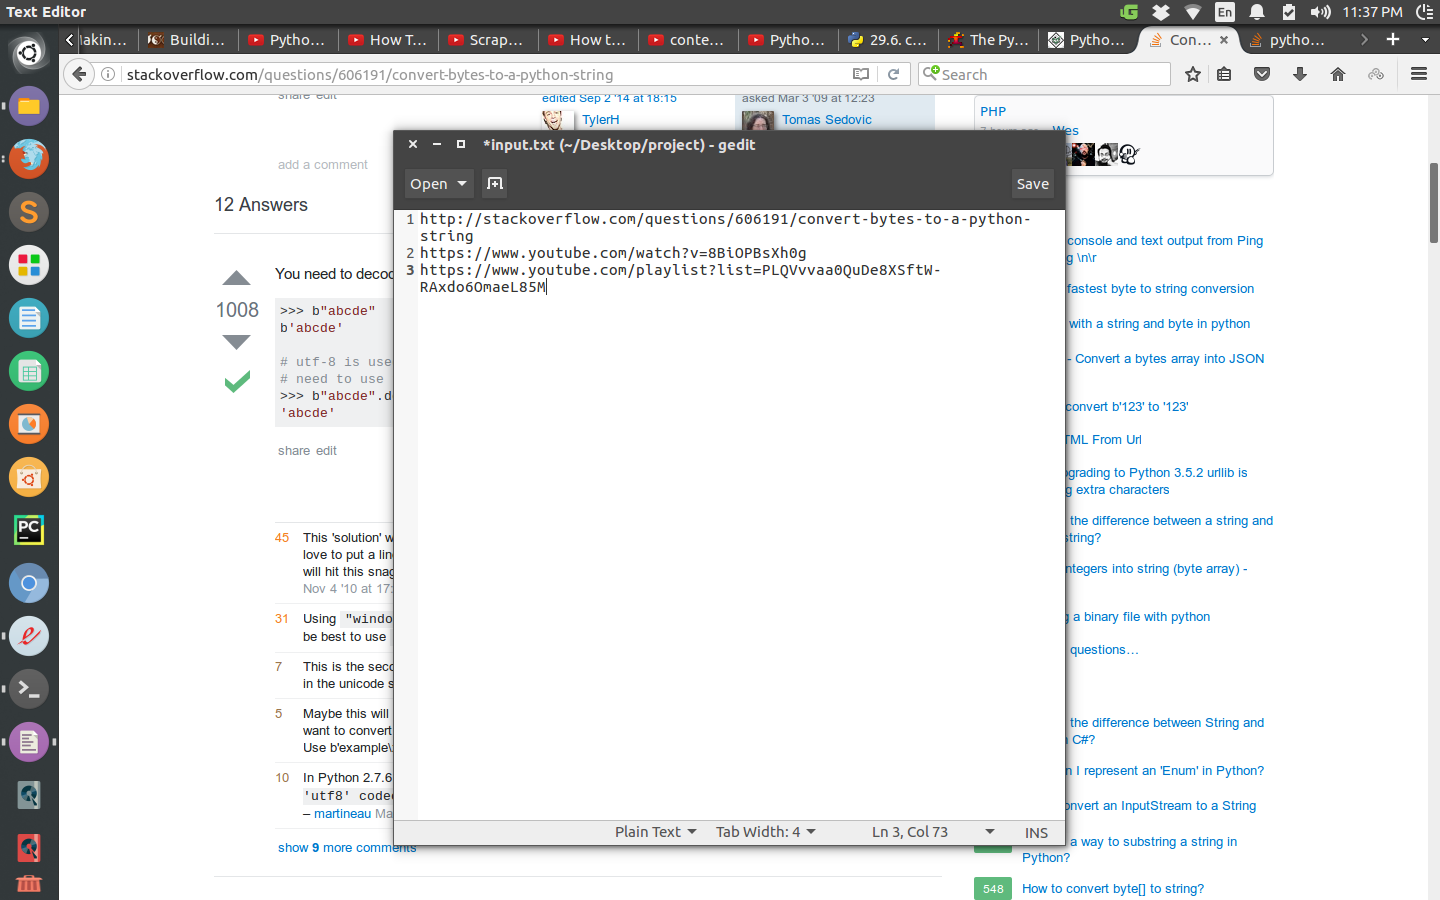 Text Editor
En
11:37 PM
Makin...
Buildi...
Pytho...
How T...
Scrap...
How t...
conte...
Pytho...
29.6. c...
The Py...
Pytho...
Con...
pytho...
stackoverflow.com/questions/606191/convert-bytes-to-a-python-string
Search
share edit
edited Sep 2 '14 at 18:15
TylerH
asked Mar 3 '09 at 12:23
Tomas Sedovic
add a comment
12 Answers
1008
You need to decod
>>> b"abcde"
b'abcde'
# utf-8 is use
# need to use
>>> b"abcde".d
'abcde'
share edit
45 This 'solution' w
love to put a lin
will hit this snag
Nov 4 '10 at 17:
31 Using "windo
be best to use
7 This is the seco
in the unicode s
5 Maybe this will
want to convert
Use b'example\
10 In Python 2.7.6
'utf8' codec
– martineau Ma
show 9 more comments
*input.txt (~/Desktop/project) - gedit
Open
Save
1 http://stackoverflow.com/questions/606191/convert-bytes-to-a-python-
string
2 https://www.youtube.com/watch?v=8BiOPBsXh0g
3 https://www.youtube.com/playlist?list=PLQVvvaa0QuDe8XSftW-
RAxdo6OmaeL85M
Plain Text
Tab Width: 4
Ln 3, Col 73
INS
PHP
Wes
console and text output from Ping
\n\r
fastest byte to string conversion
with a string and byte in python
- Convert a bytes array into JSON
convert b'123' to '123'
TML From Url
pgrading to Python 3.5.2 urllib is
g extra characters
the difference between a string and
string?
ntegers into string (byte array) -
g a binary file with python
questions…
the difference between String and
n C#?
n I represent an 'Enum' in Python?
onvert an InputStream to a String
a way to substring a string in
Python?
548 How to convert byte[] to string?
PC